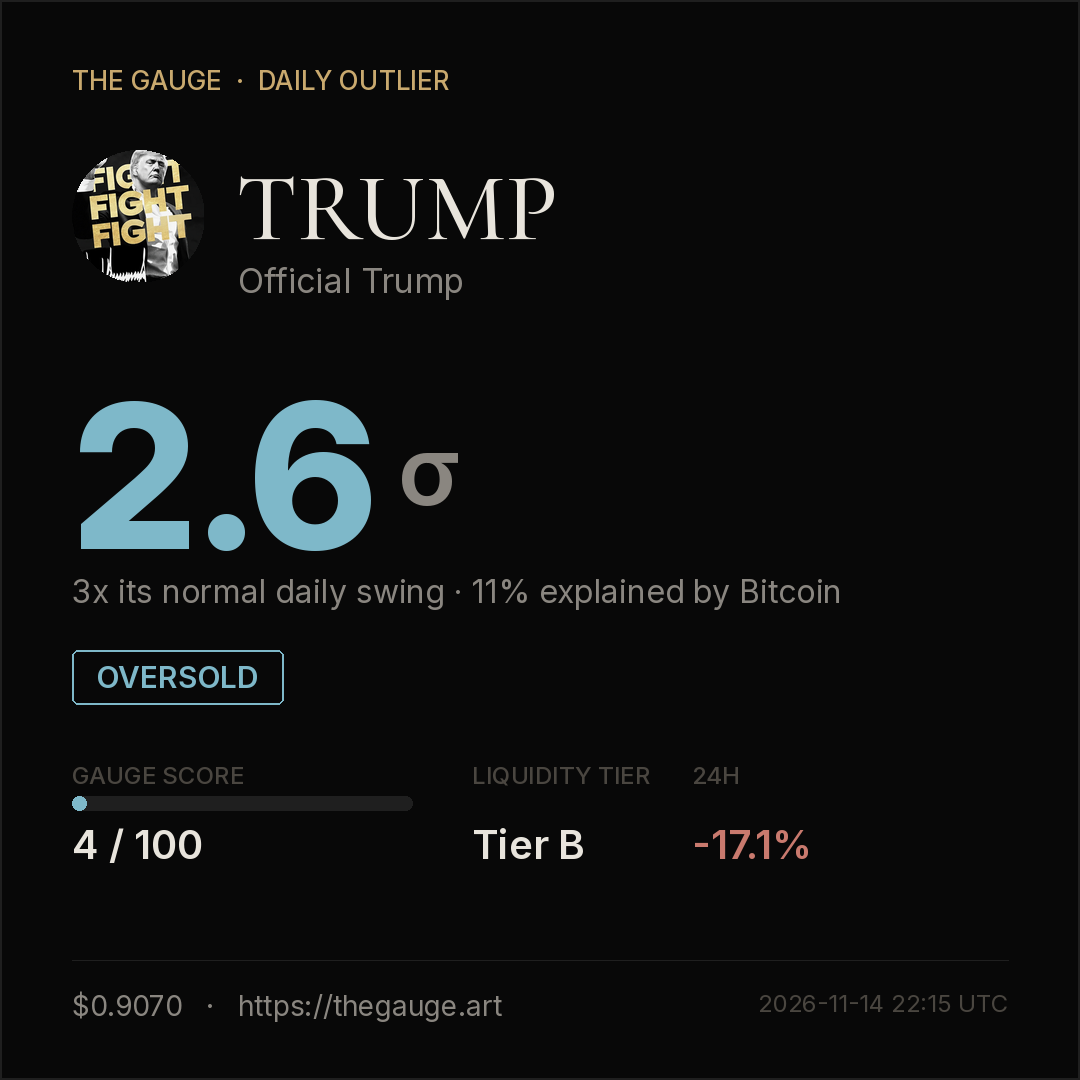 THE GAUGE · DAILY OUTLIER
FIGHT
FIGHT
FIGHT
TRUMP
Official Trump
2.6 σ
3x its normal daily swing · 11% explained by Bitcoin
OVERSOLD
GAUGE SCORE LIQUIDITY TIER 24H
4 / 100 Tier B -17.1%
$0.9070 · https://thegauge.art 2026-11-14 22:15 UTC